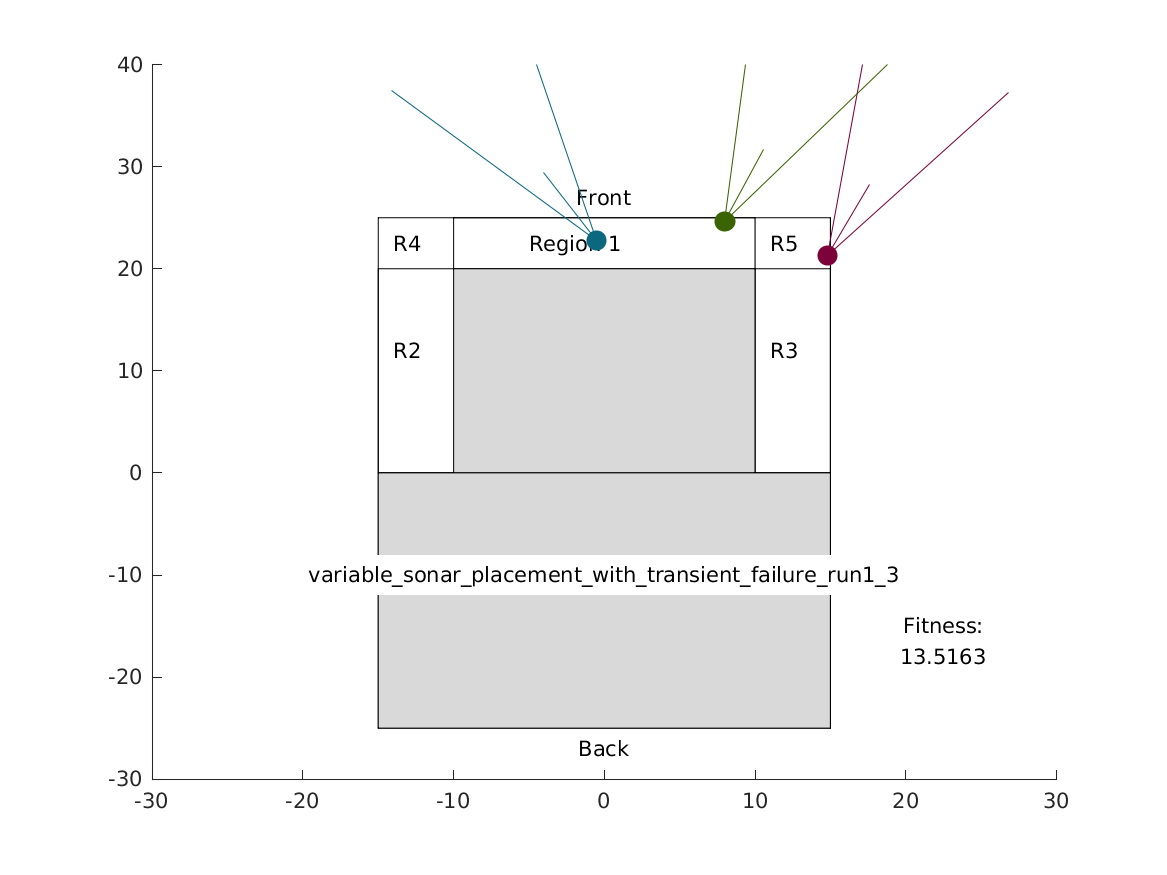 40
30
Front
R4
Region 1
R5
20
R2
R3
10
0
-10
variable_sonar_placement_with_transient_failure_run1_3
Fitness:
13.5163
-20
Back
-30
-30
-20
-10
0
10
20
30